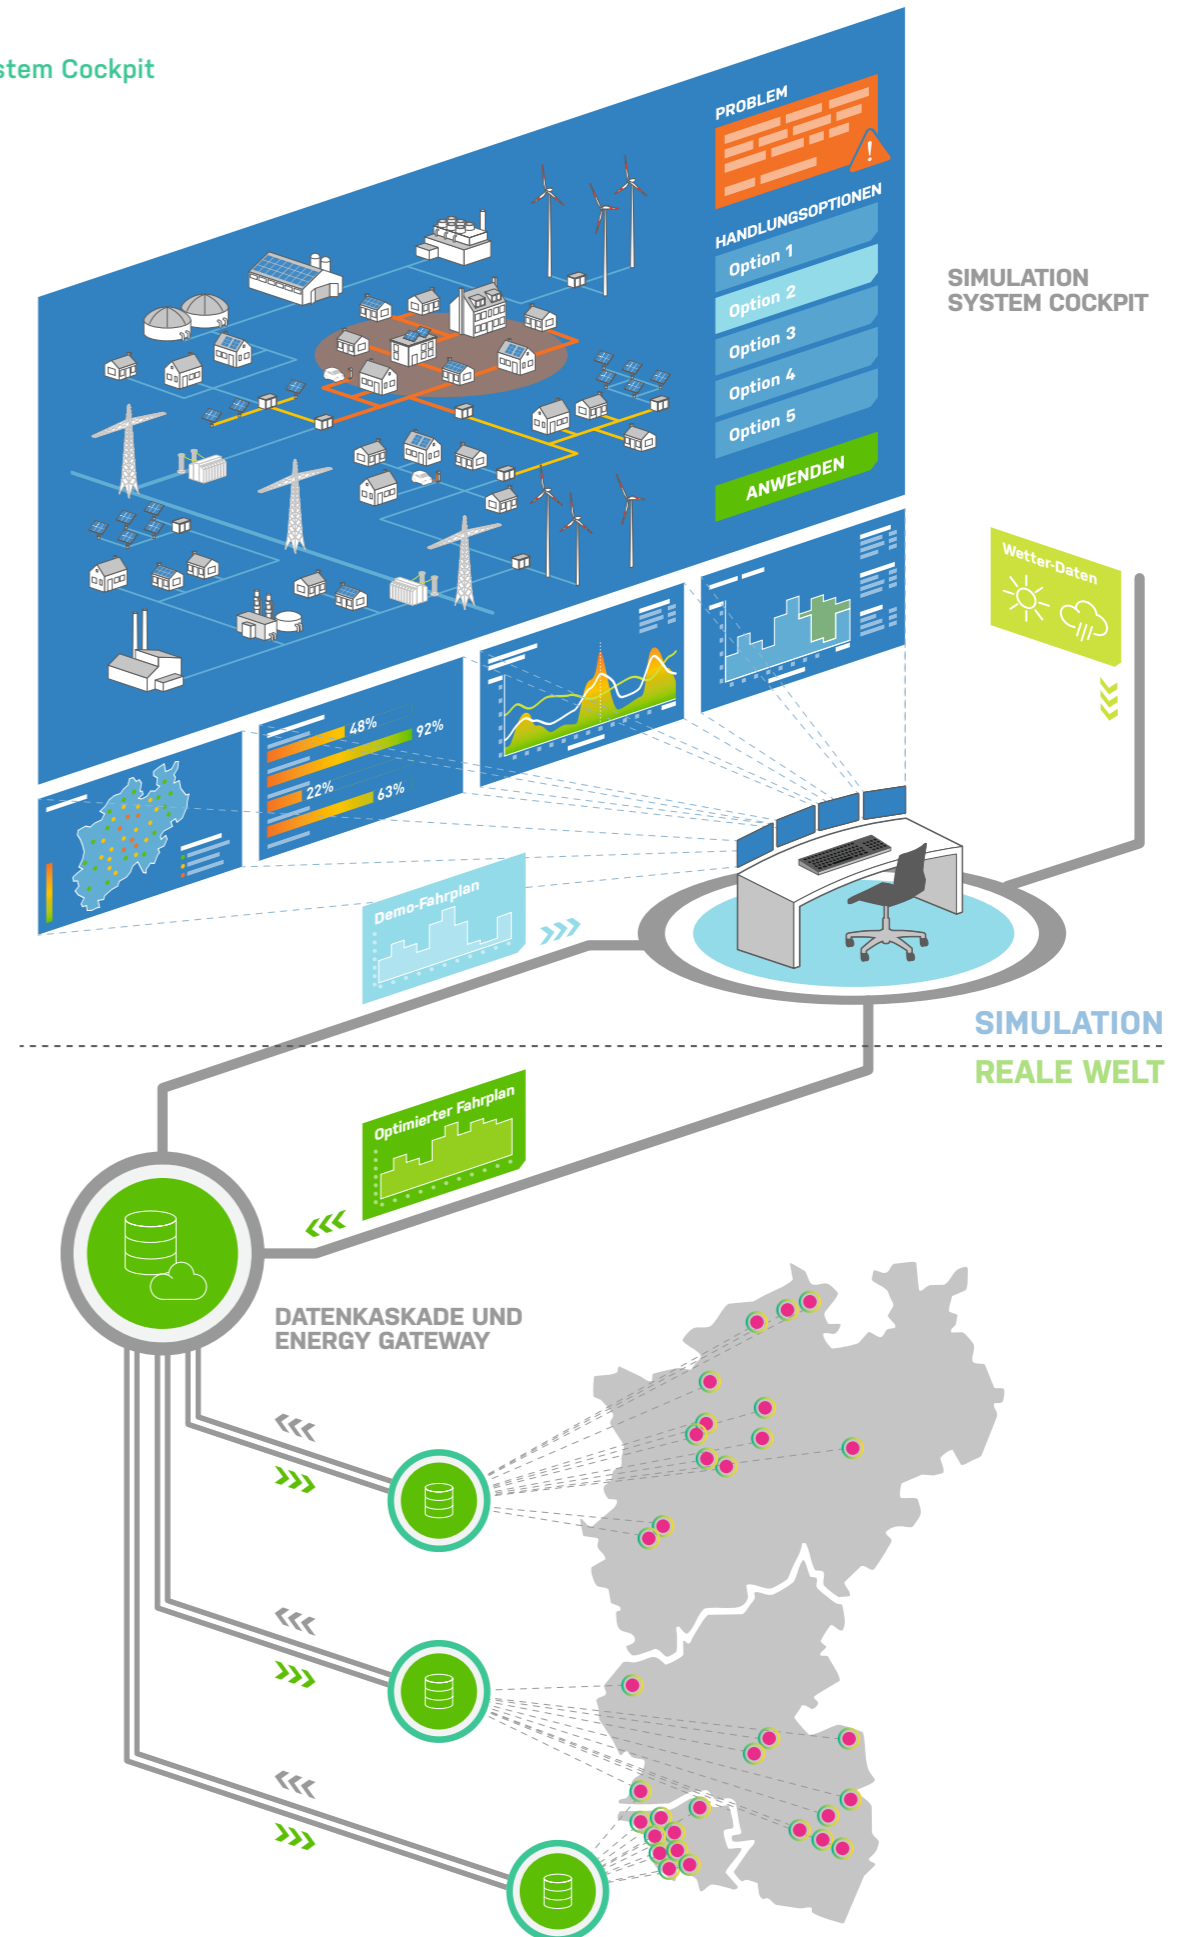 stem Cockpit
PROBLEM
HANDLUNGSOPTIONEN
Option 1
Option 2
Option 3
Option 4
Option 5
ANWENDEN
SIMULATION
SYSTEM COCKPIT
Wetter-Daten
48%
92%
22%
63%
Demo-Fahrplan
SIMULATION
REALE WELT
Optimierter Fahrplan
DATENKASKADE UND
ENERGY GATEWAY